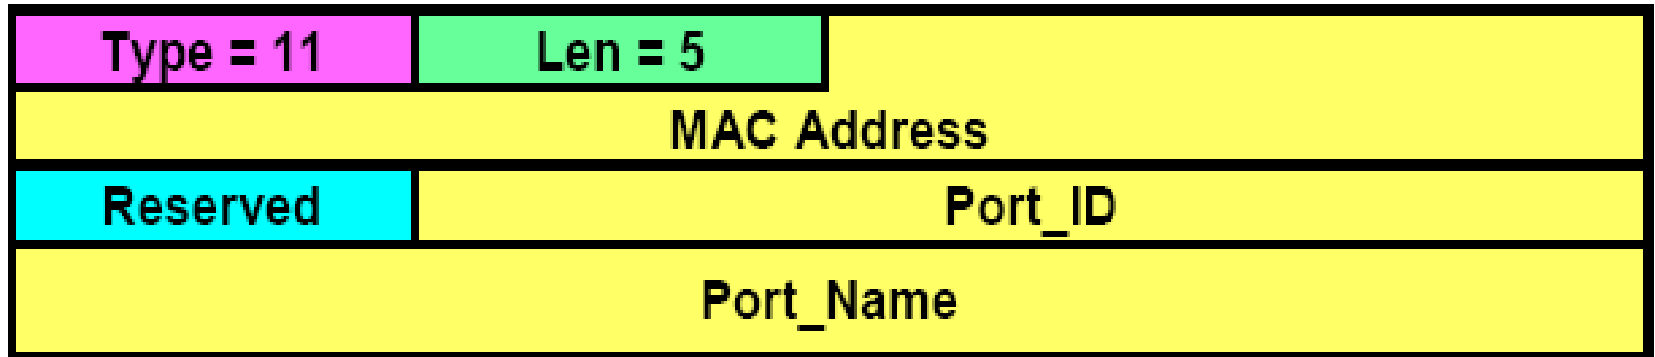 Type = 11 Len = 5
MAC Address
Reserved Port_ID
Port_Name